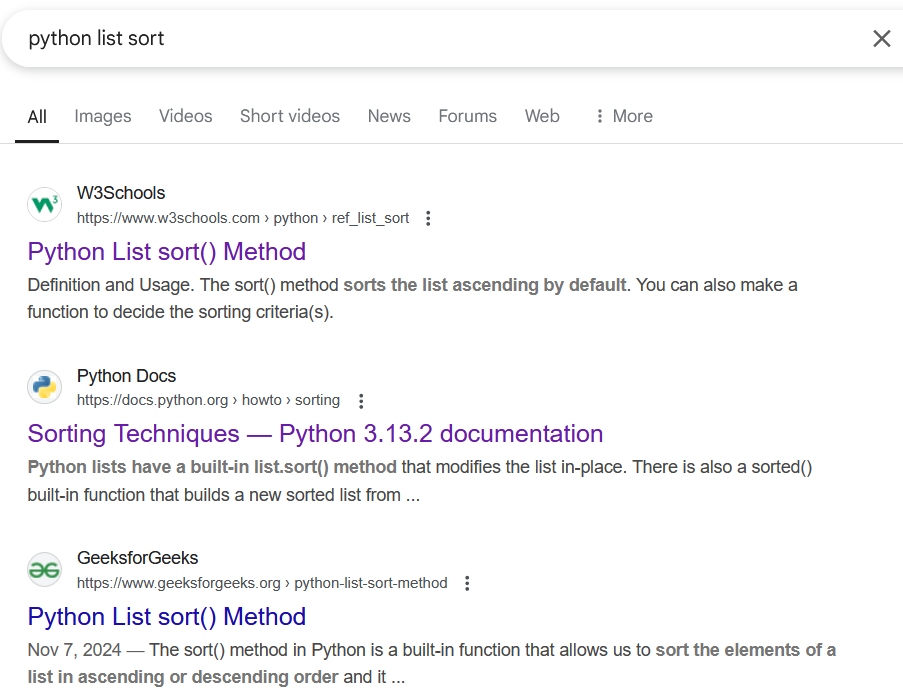 python list sort
All Images Videos Short videos News Forums Web More
W3Schools
https://www.w3schools.com › python › ref_list_sort
Python List sort() Method
Definition and Usage. The sort() method sorts the list ascending by default. You can also make a
function to decide the sorting criteria(s).
Python Docs
https://docs.python.org › howto › sorting
Sorting Techniques — Python 3.13.2 documentation
Python lists have a built-in list.sort() method that modifies the list in-place. There is also a sorted()
built-in function that builds a new sorted list from ...
GeeksforGeeks
https://www.geeksforgeeks.org › python-list-sort-method
Python List sort() Method
Nov 7, 2024 — The sort() method in Python is a built-in function that allows us to sort the elements of a
list in ascending or descending order and it ...